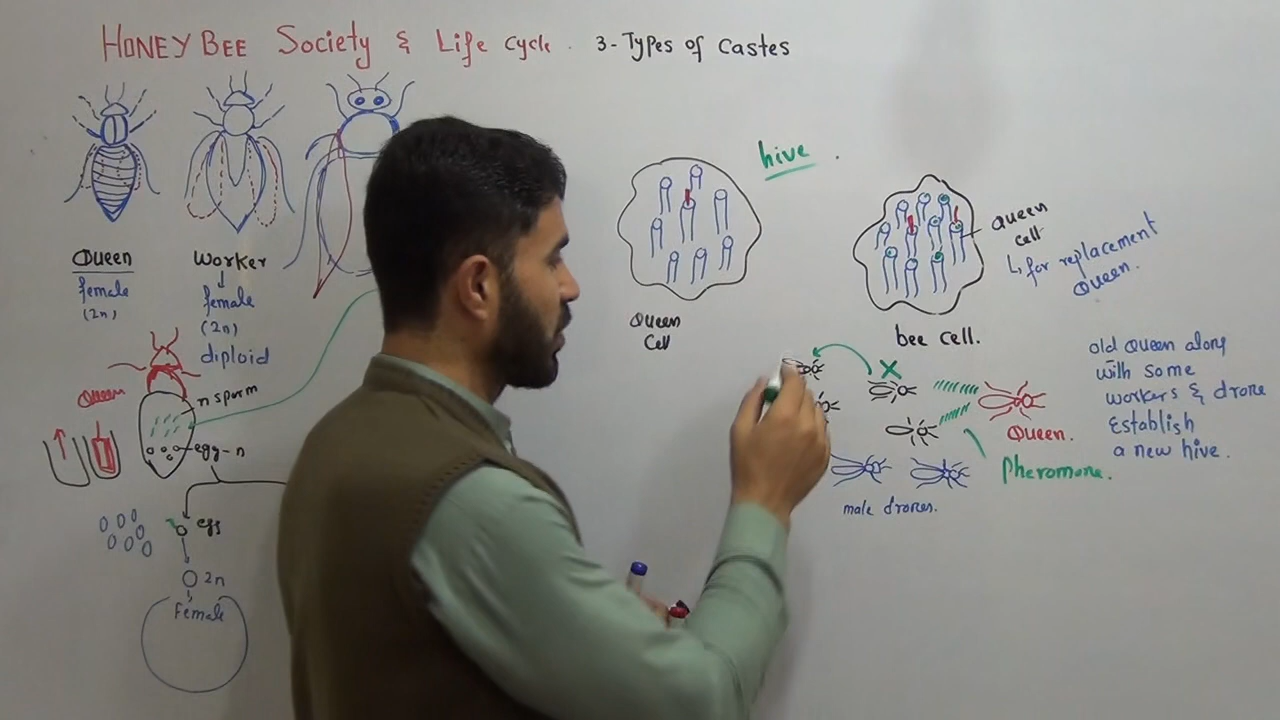 HONEY BEE Society & Life cycle . 3-Types of castes
Queen
female
(2n)
Worker
female
(2n)
diploid
Queen
n sperm
egg-n
egg
2n
Female
hive .
Queen
Cell
Queen
cell
for replacement
Queen.
bee cell.
old Queen along
with some
workers & drone
Establish
a new hive.
Queen.
Pheromone.
male drones.